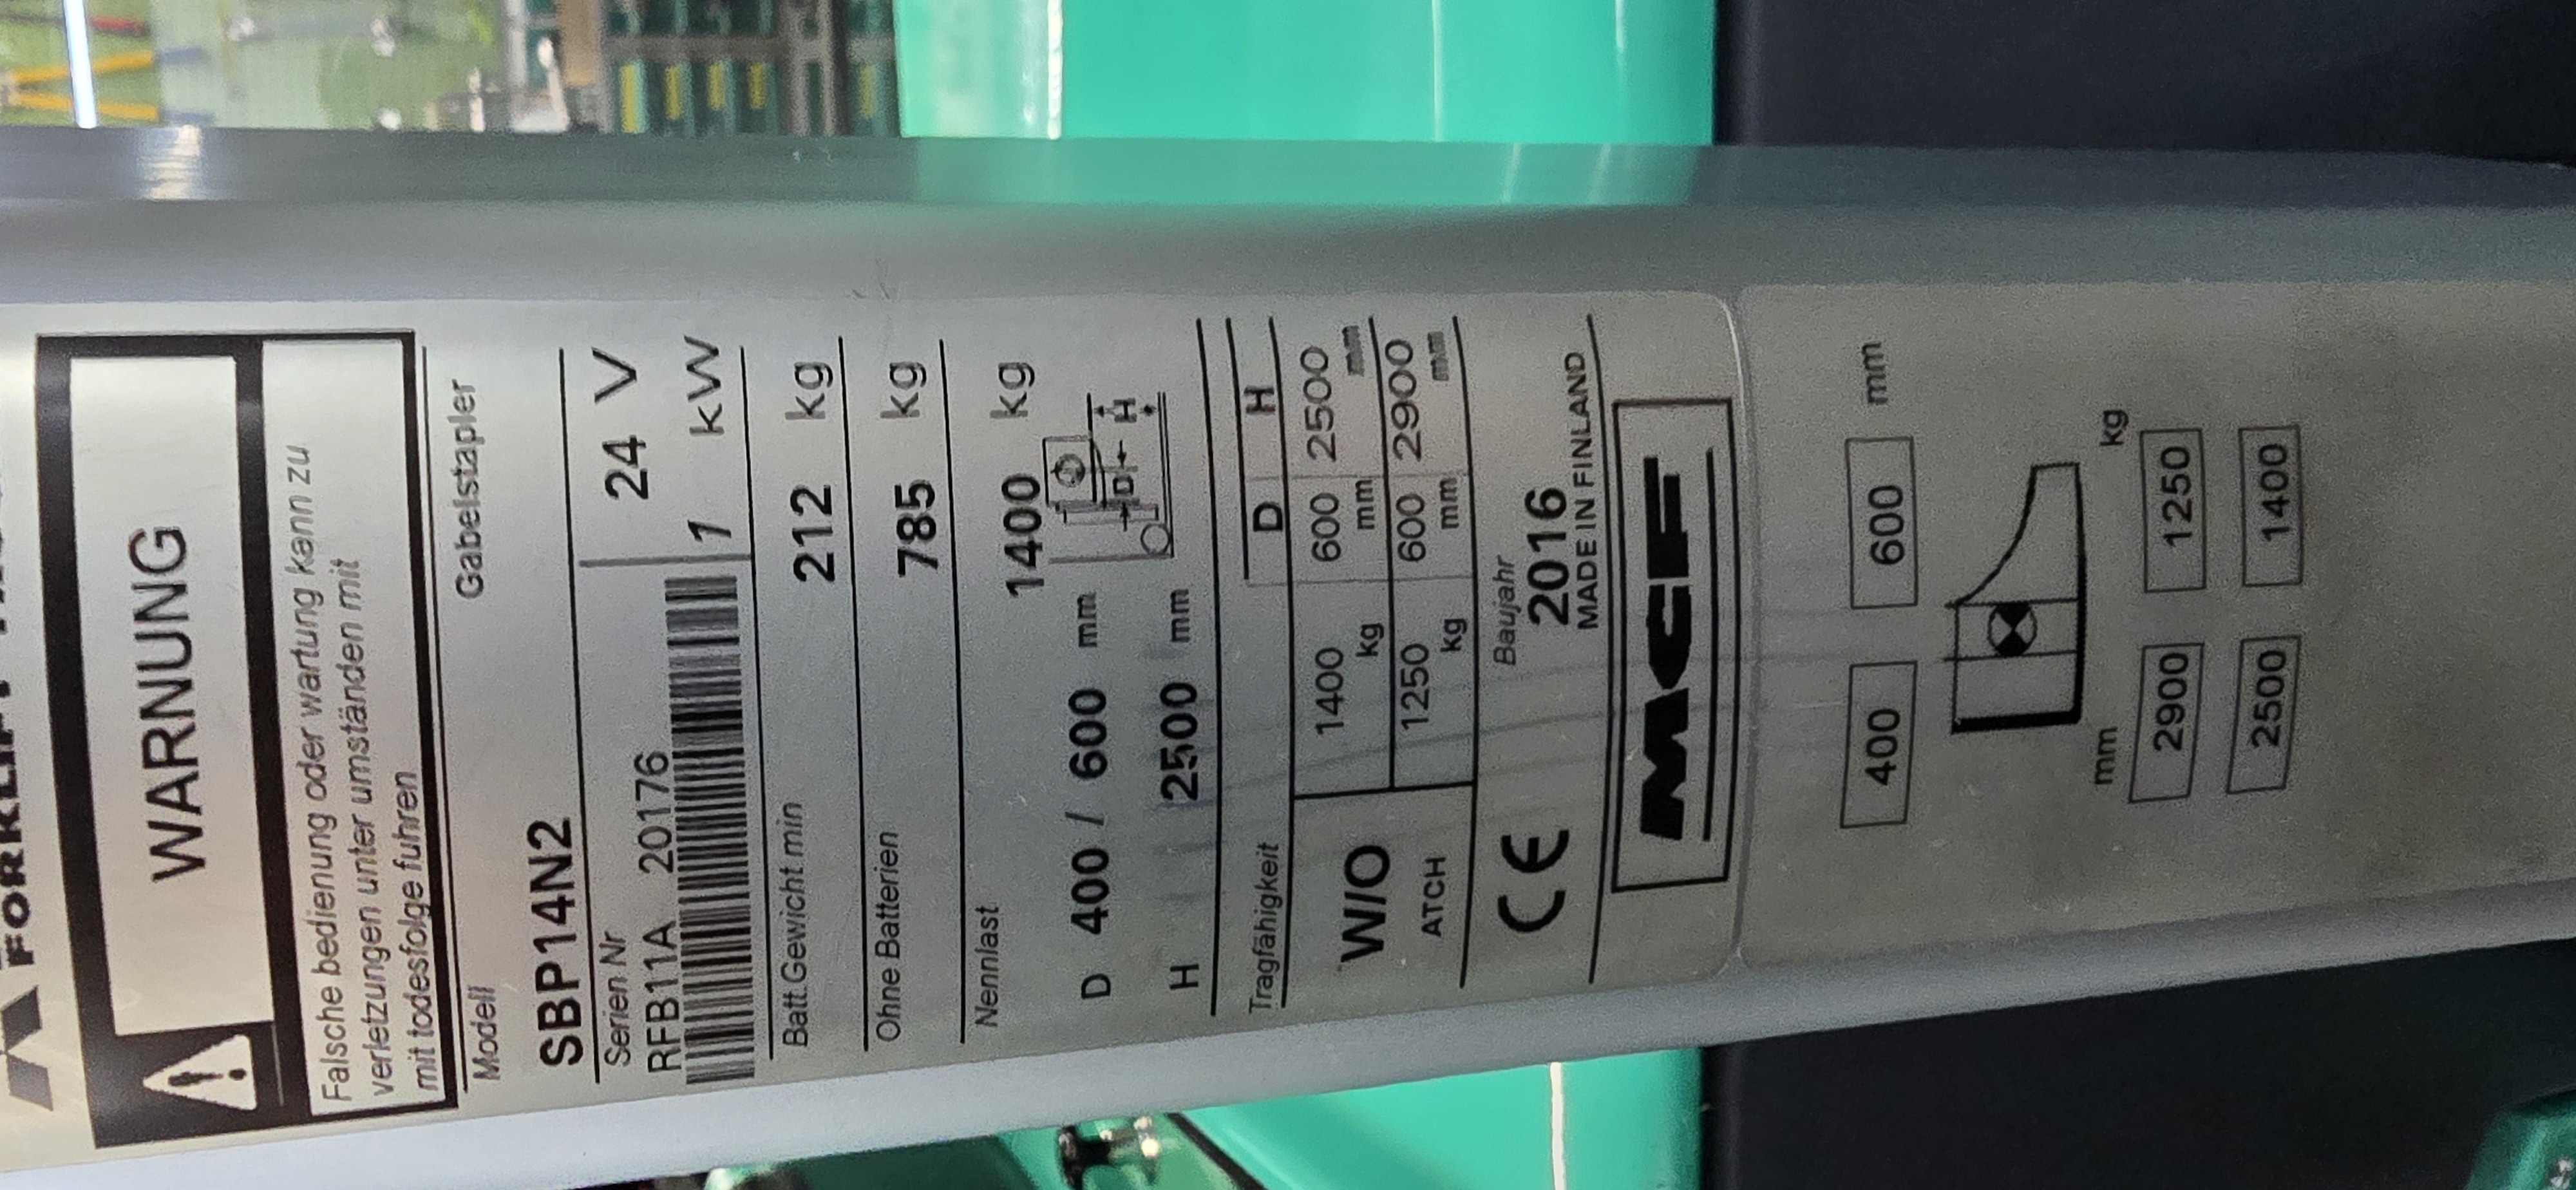 FORKLIFT
WARNUNG
Falsche bedienung oder wartung kann zu
verletzungen unter umständen mit
mit todesfolge fuhren
Modell Gabelstapler
SBP14N2
Serien Nr 24 V
RFB11A 20176
1 kW
Batt.Gewicht min 212 kg
Ohne Batterien 785 kg
Nennlast 1400 kg
D 400 / 600 mm
D H
H 2500 mm
Tragfähigkeit D H
W/O 1400 kg 600 mm 2500 mm
ATCH 1250 kg 600 mm 2900 mm
Baujahr
CE 2016
MADE IN FINLAND
MCF
400 600 mm
mm kg
2900 1250
2500 1400